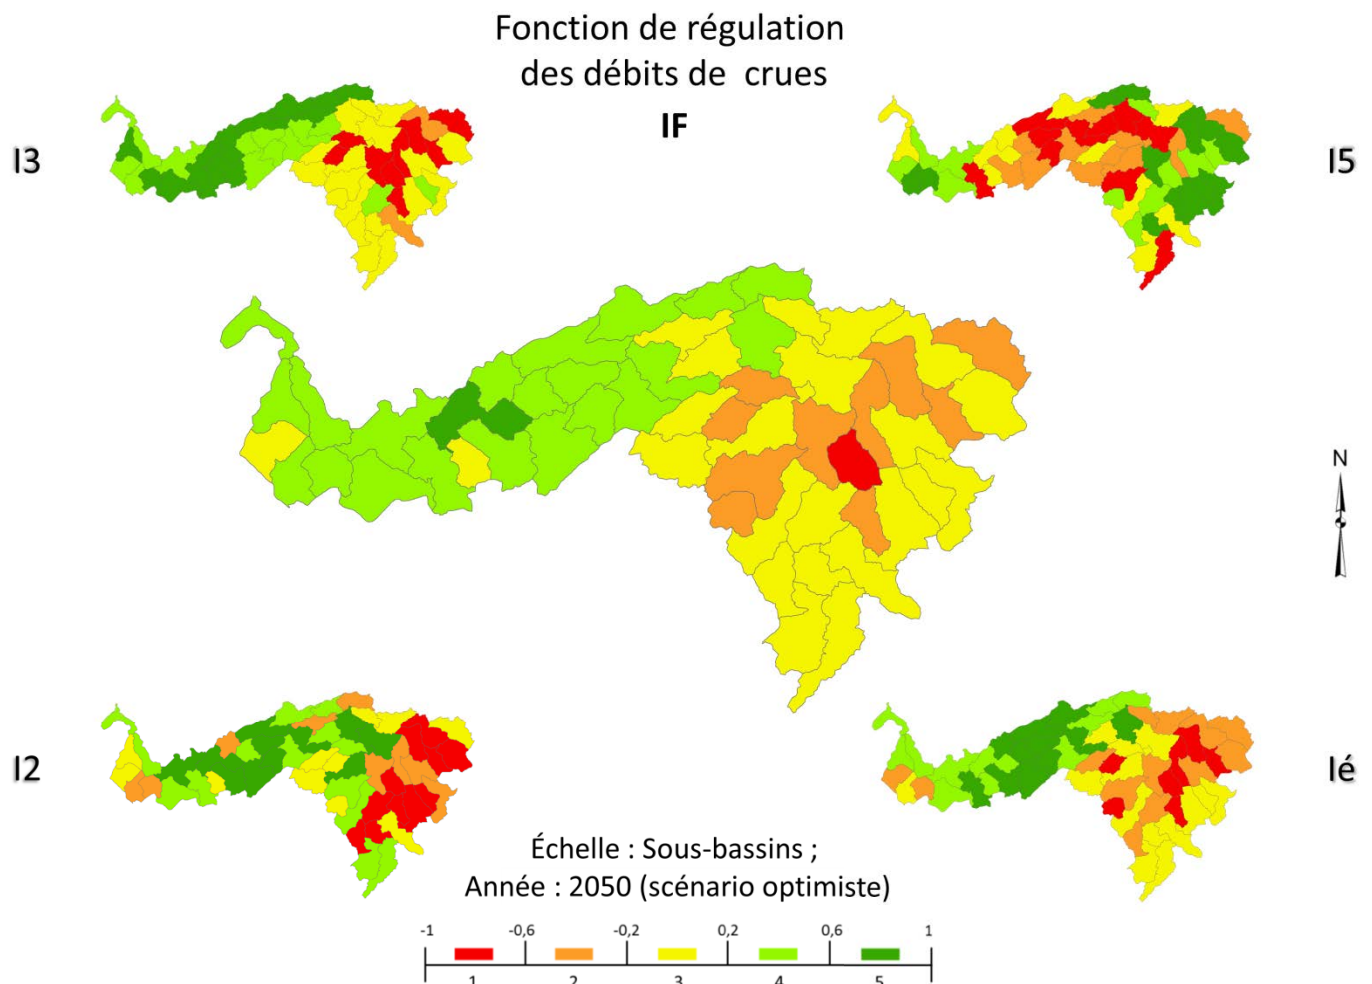 Fonction de régulation
des débits de crues
IF
I3
I5
N
I2
Ié
Échelle : Sous-bassins ;
Année : 2050 (scénario optimiste)
-1 -0,6 -0,2 0,2 0,6 1
1 2 3 4 5